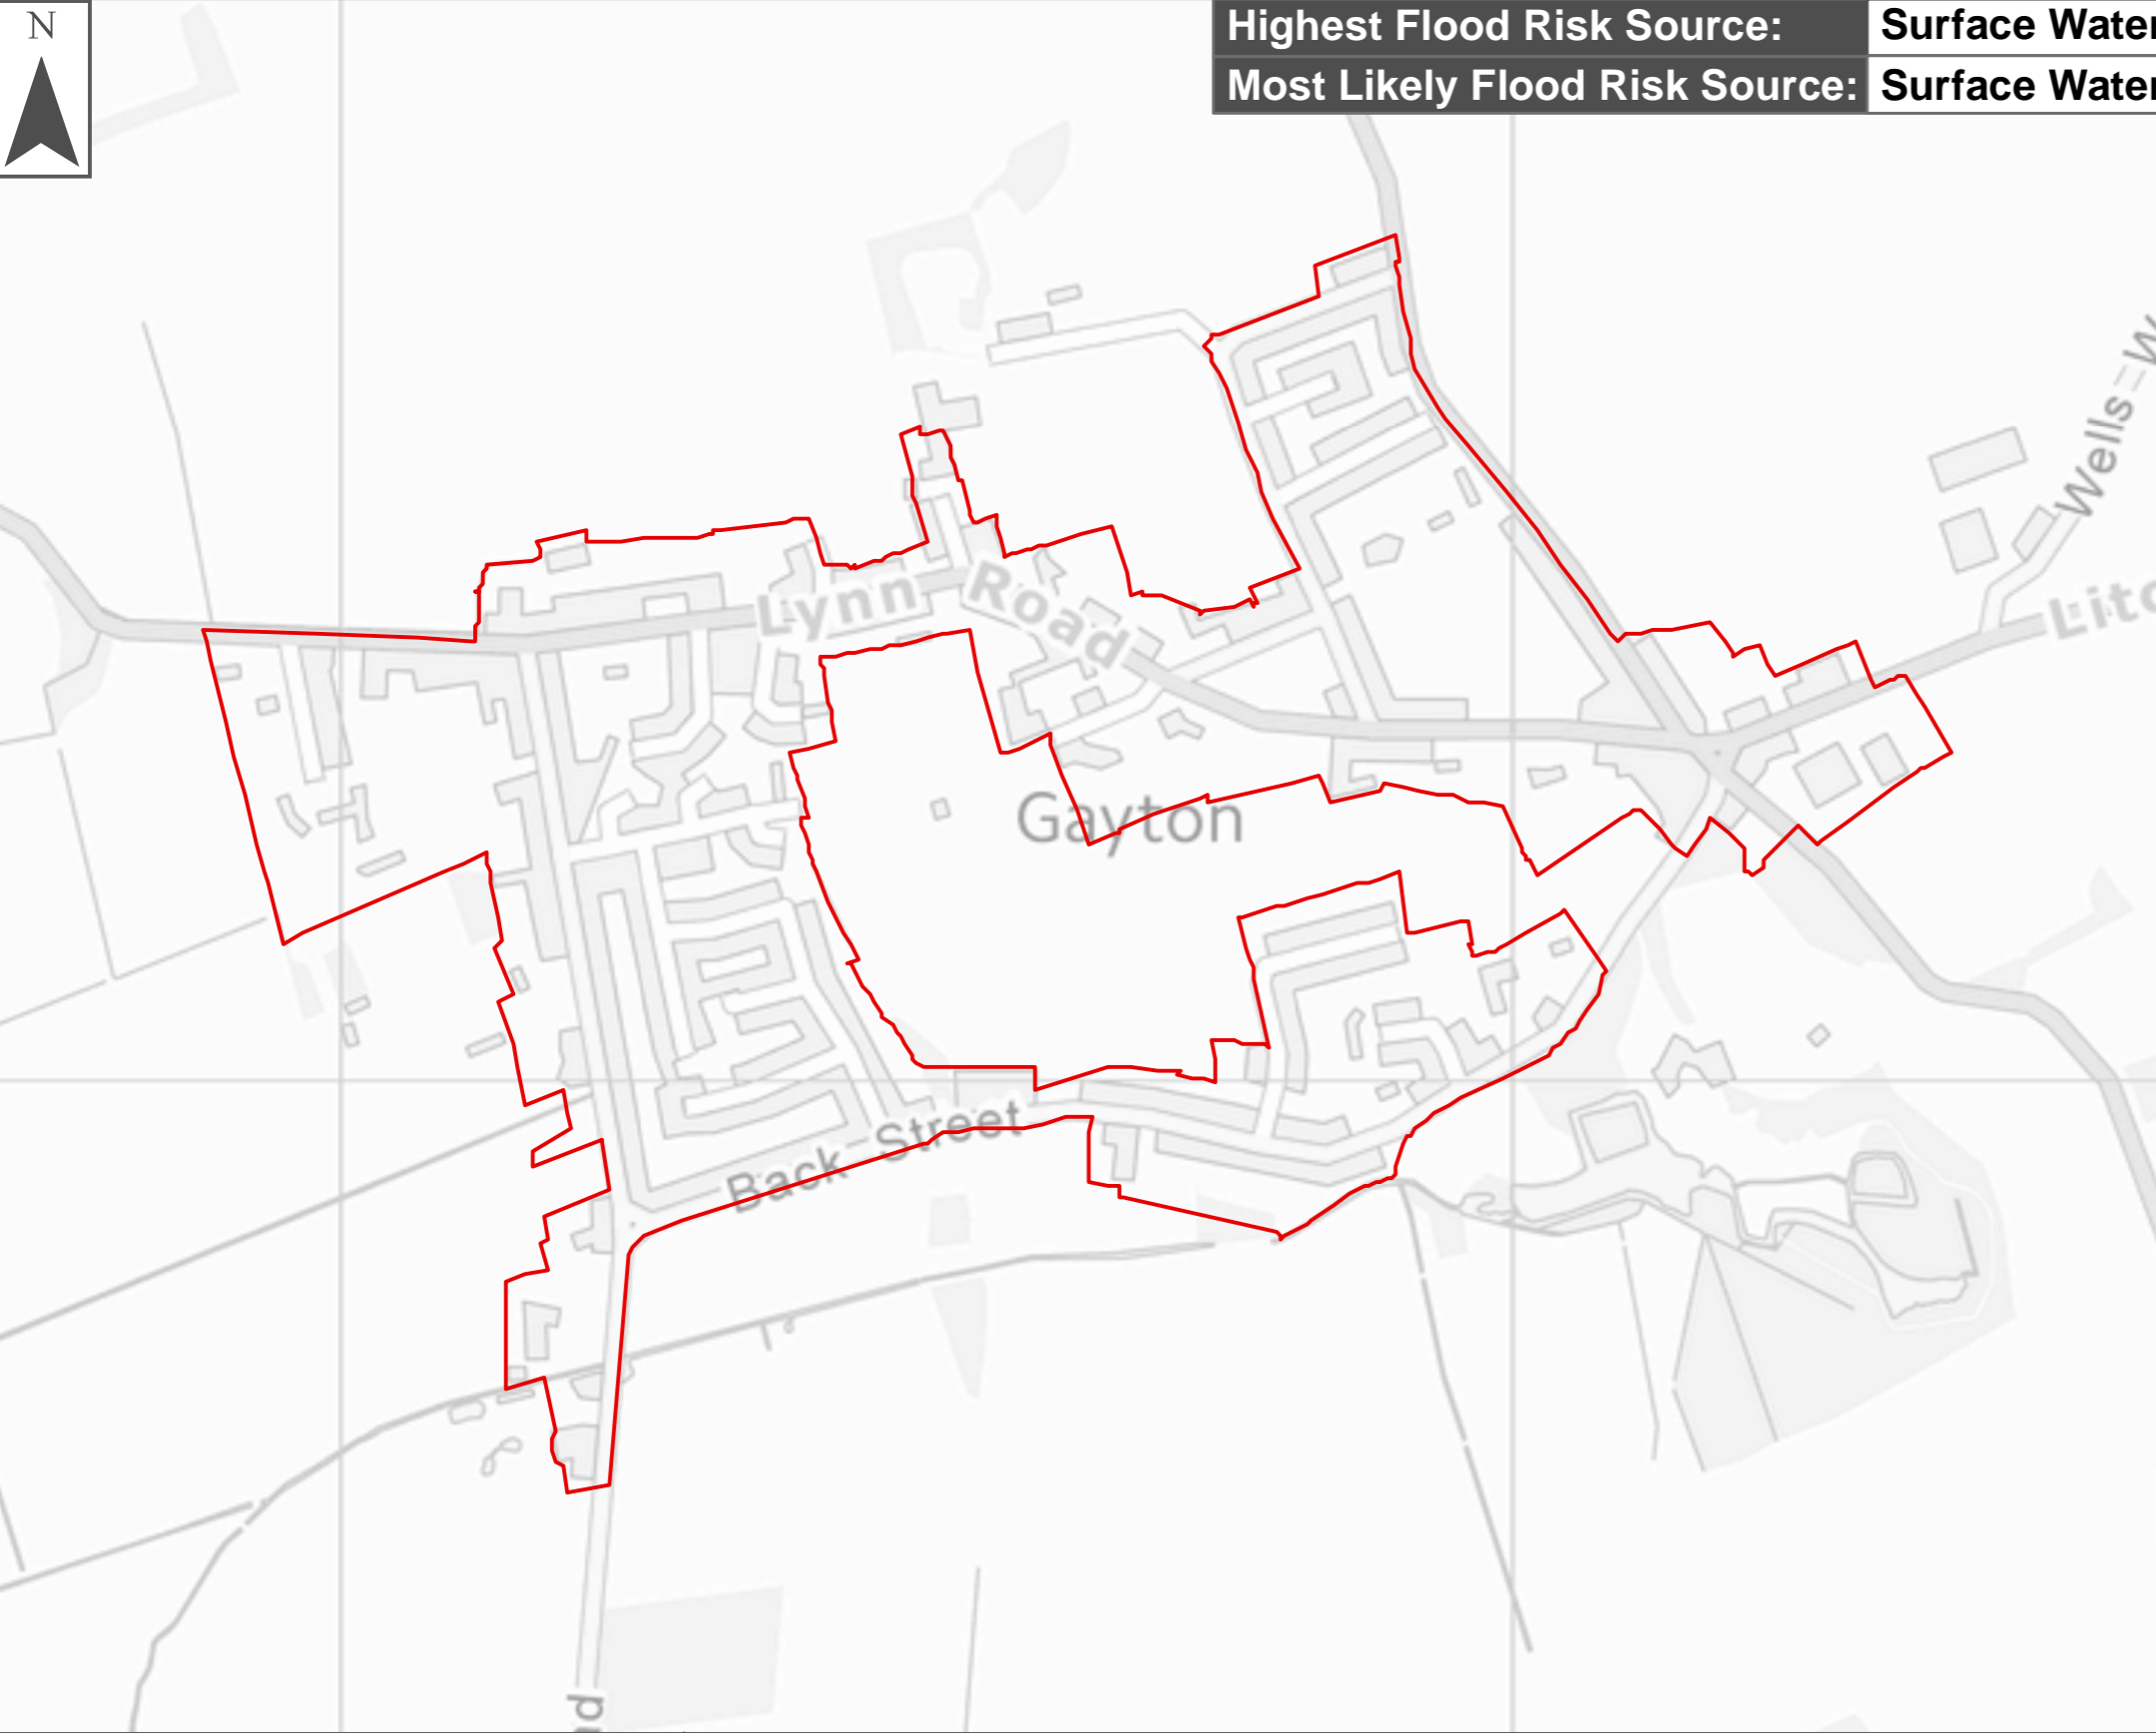 N
Highest Flood Risk Source: Surface Water
Most Likely Flood Risk Source: Surface Water
Wells
Lynn Road
Gayton
Back Street